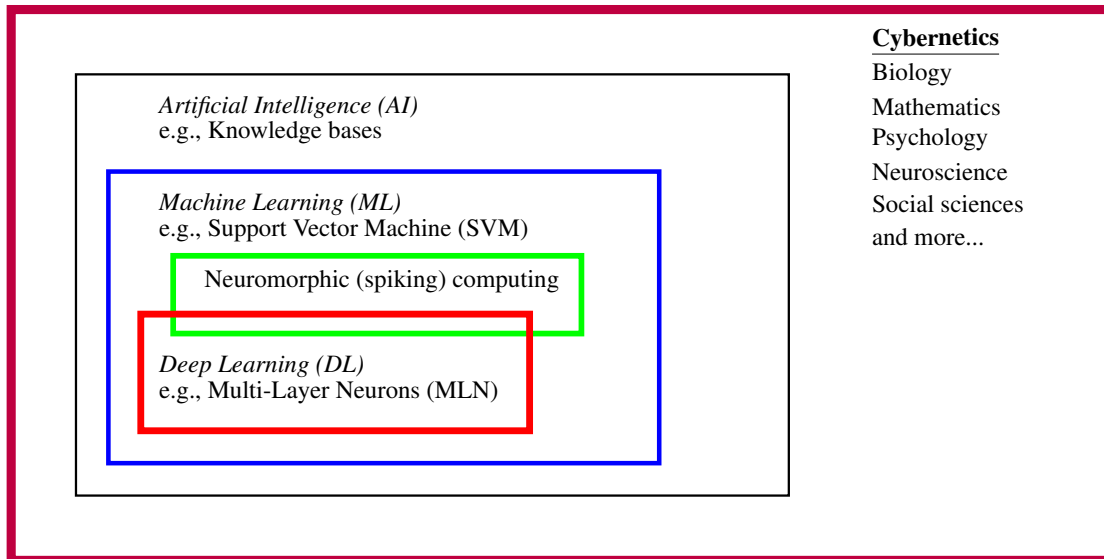 Cybernetics
Biology
Mathematics
Psychology
Neuroscience
Social sciences
and more...
Artificial Intelligence (AI)
e.g., Knowledge bases
Machine Learning (ML)
e.g., Support Vector Machine (SVM)
Neuromorphic (spiking) computing
Deep Learning (DL)
e.g., Multi-Layer Neurons (MLN)